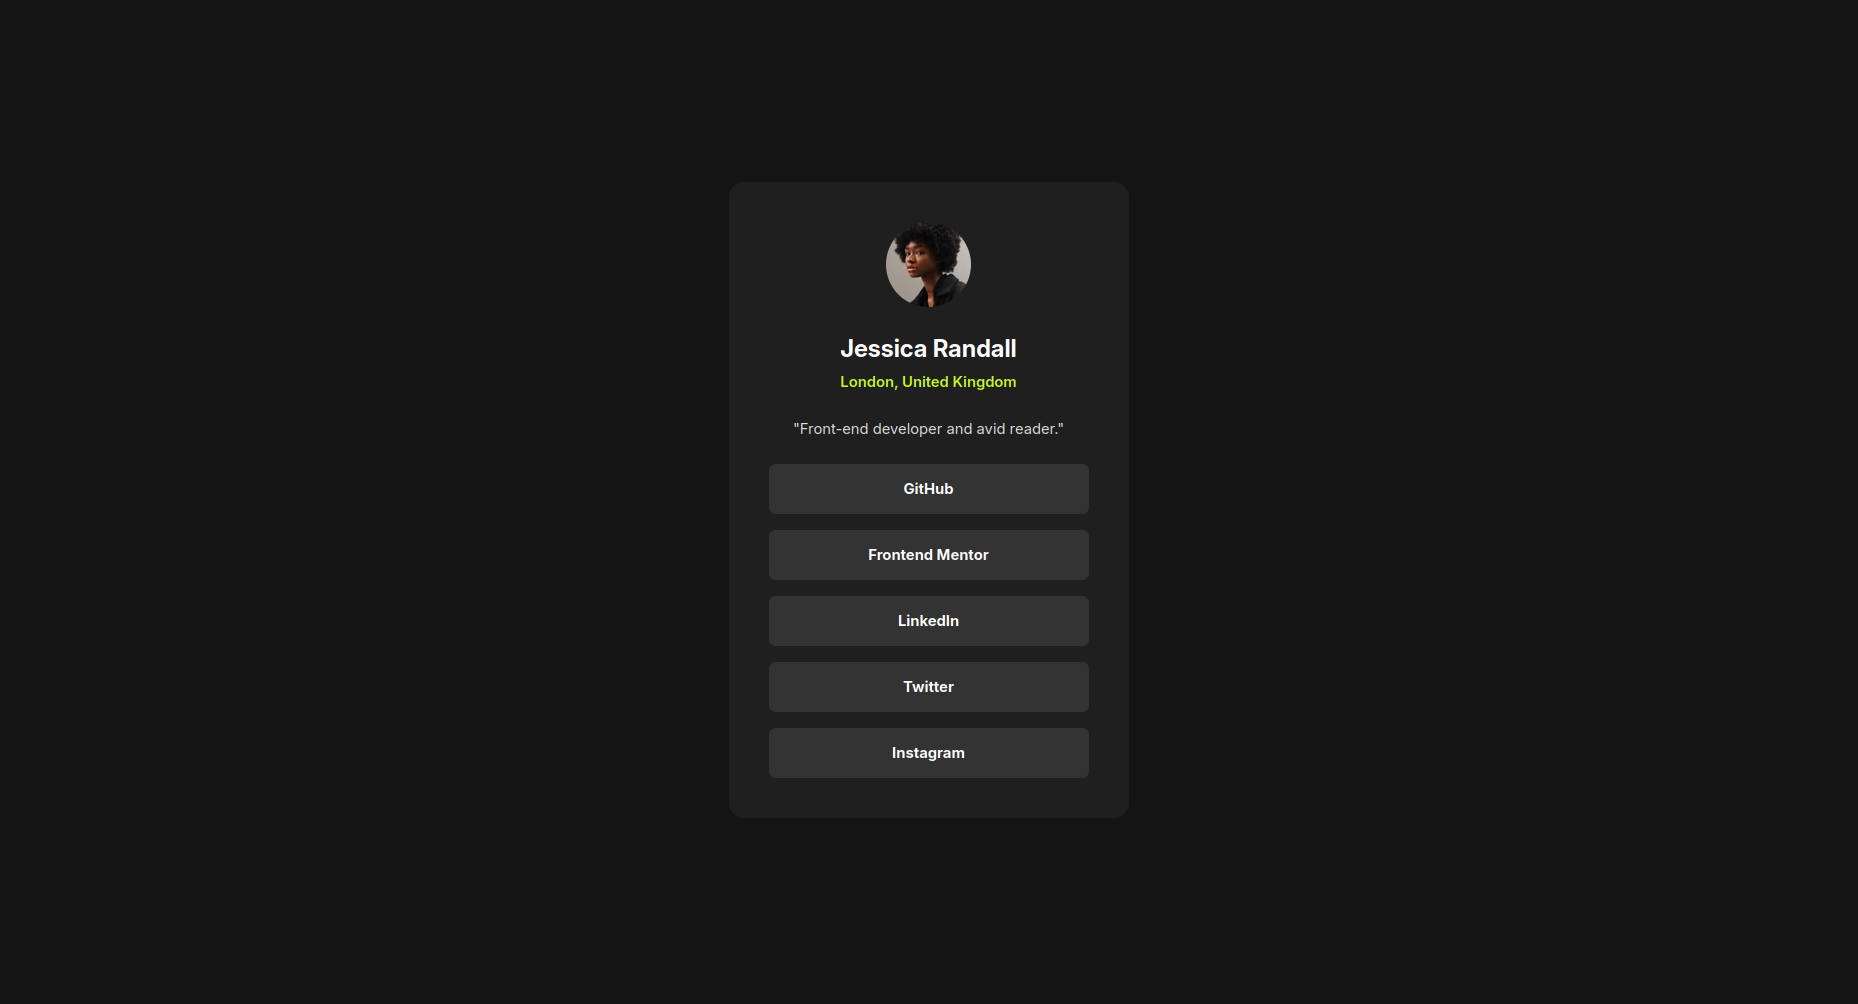 Jessica Randall
London, United Kingdom
"Front-end developer and avid reader."
GitHub
Frontend Mentor
LinkedIn
Twitter
Instagram